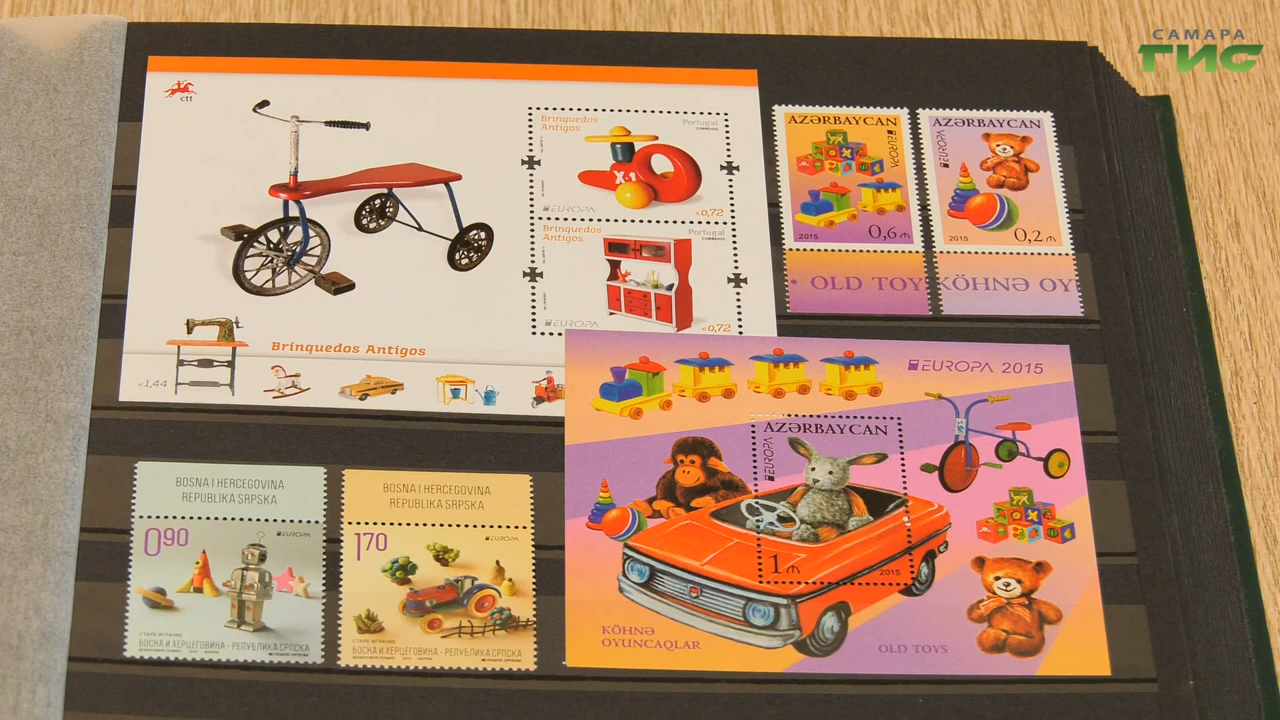 САМАРА
ГИС
ctt
Brinquedos
Antigos
Portugal
CORREIOS
X-1
EUROPA
€0,72
Brinquedos
Antigos
Portugal
CORREIOS
EUROPA
€0,72
Brinquedos Antigos
€1,44
AZƏRBAYCAN
EUROPA
2015
0,6
OLD TOY
AZƏRBAYCAN
EUROPA
2015
0,2
KÖHNƏ OY
BOSNA I HERCEGOVINA
REPUBLIKA SRPSKA
0,90
EUROPA
СТАРЕ ИГРАЧКЕ
БОСНА И ХЕРЦЕГОВИНА - РЕПУБЛИКА СРПСКА
BOSNA I HERCEGOVINA
REPUBLIKA SRPSKA
1,70
EUROPA
СТАРЕ ИГРАЧКЕ
БОСНА И ХЕРЦЕГОВИНА - РЕПУБЛИКА СРПСКА
EUROPA 2015
AZƏRBAYCAN
EUROPA
1
2015
KÖHNƏ
OYUNCAQLAR
OLD TOYS